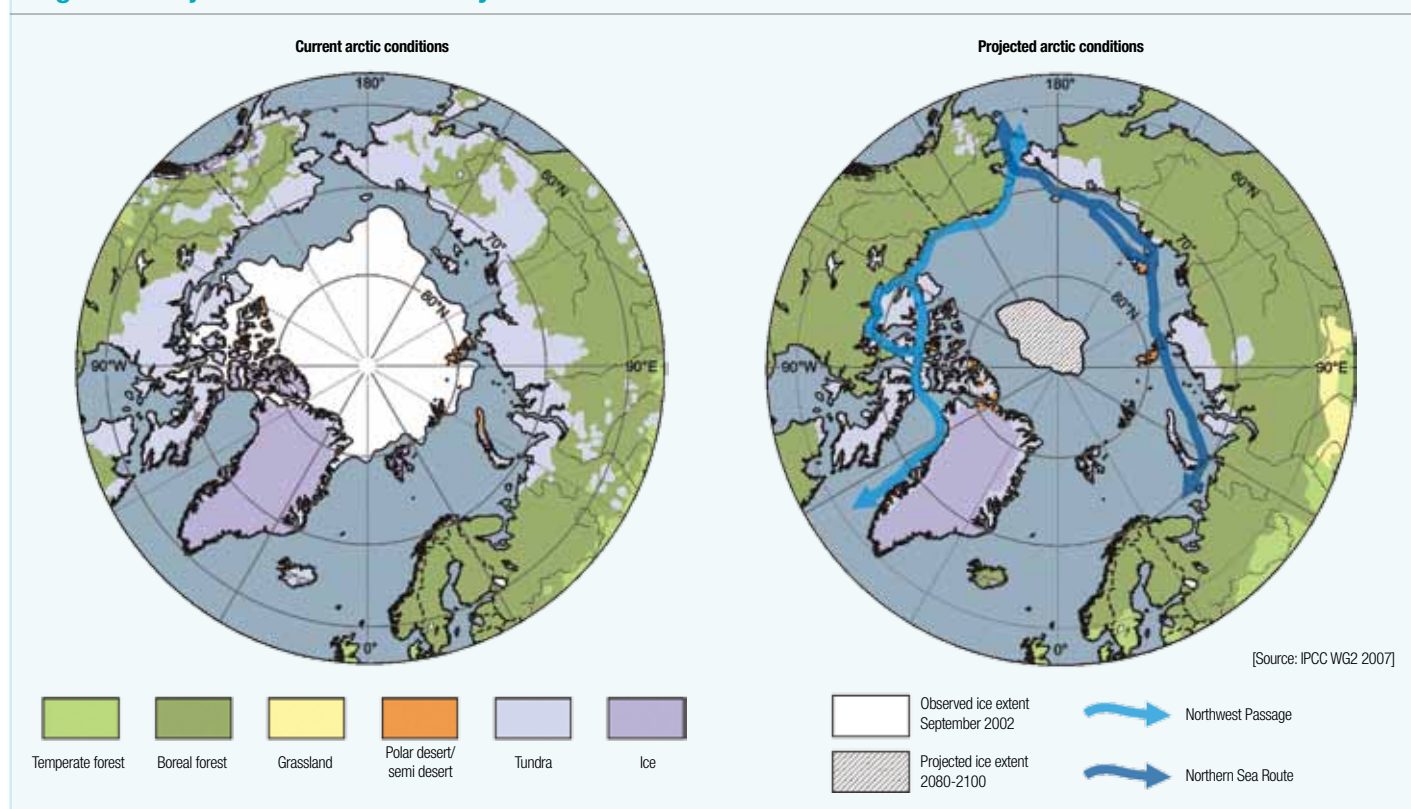 Current arctic conditions
180°
60°N
70°
80°N
90°W
90°E
0°
Projected arctic conditions
180°
60°N
70°
80°N
90°W
90°E
0°
[Source: IPCC WG2 2007]
Temperate forest
Boreal forest
Grassland
Polar desert/
semi desert
Tundra
Ice
Observed ice extent
September 2002
Projected ice extent
2080-2100
Northwest Passage
Northern Sea Route